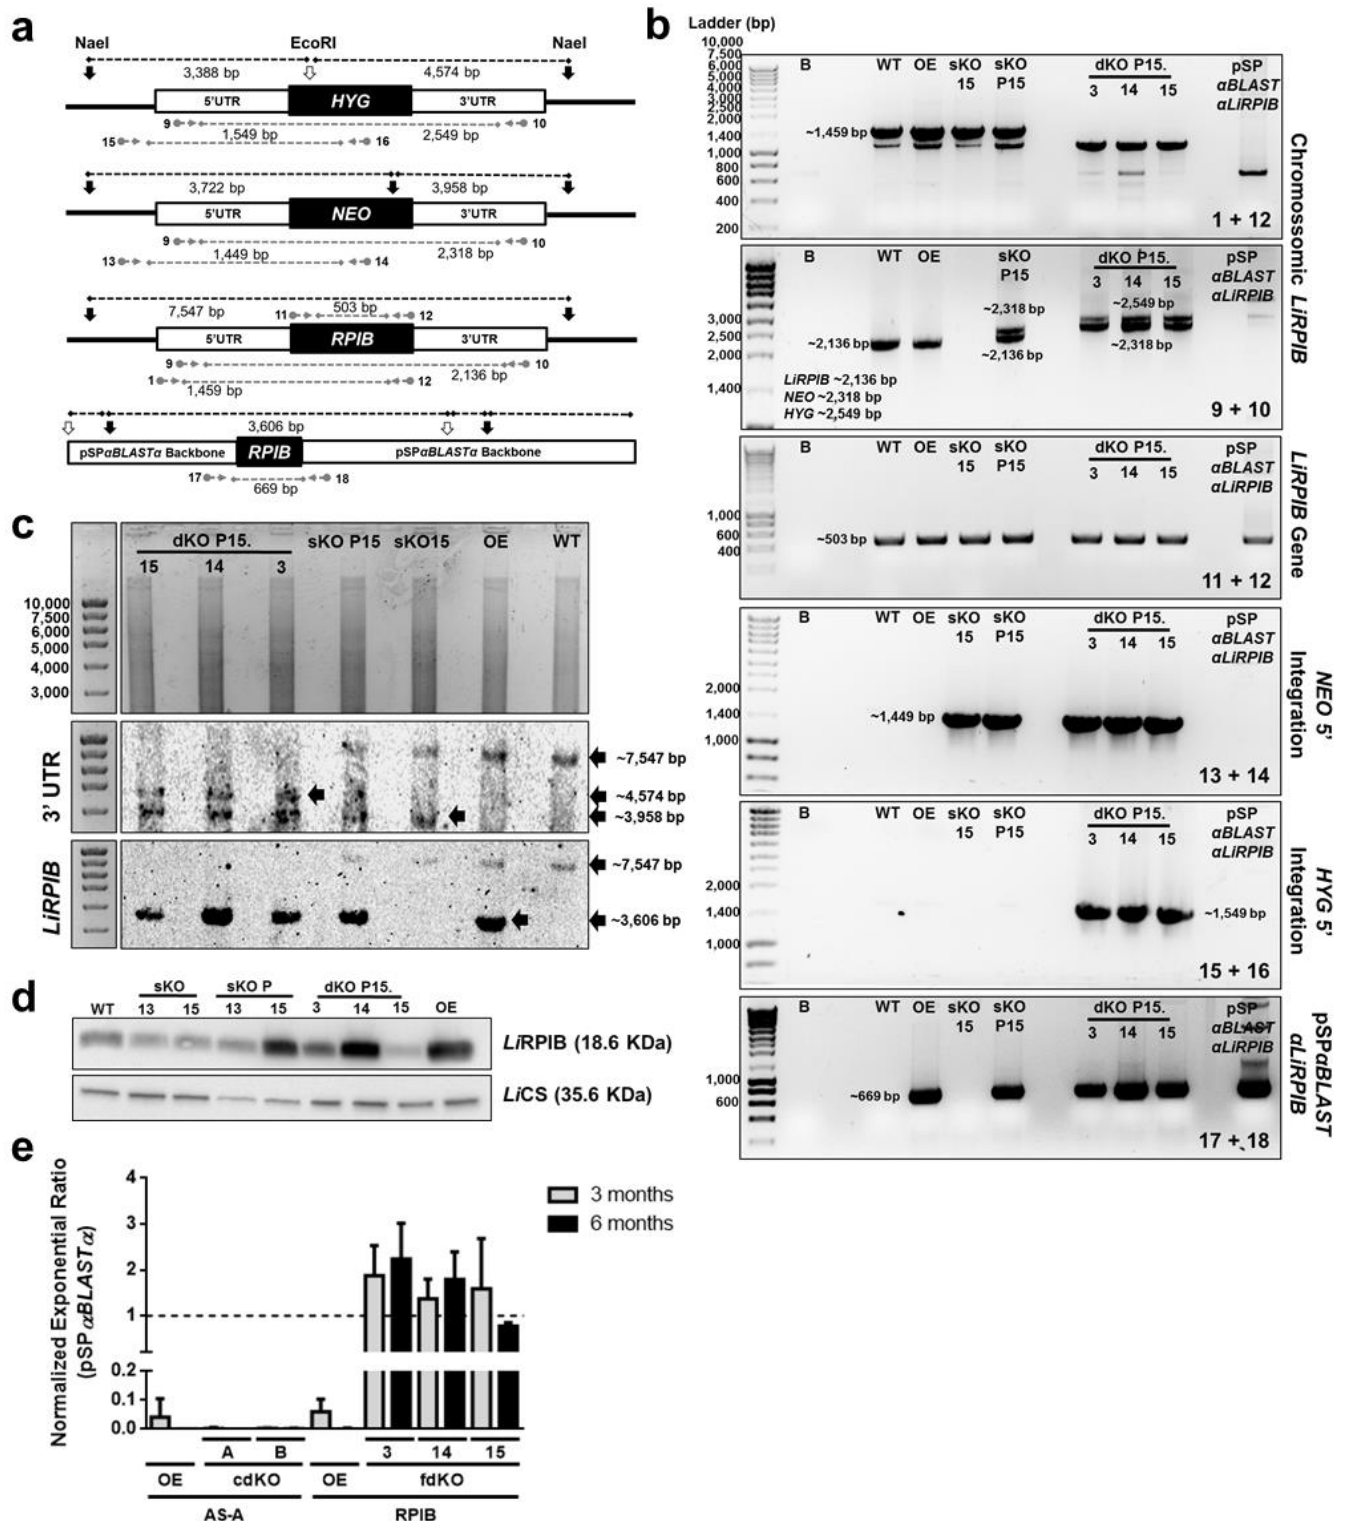 a
NaeI EcoRI NaeI
3,388 bp 4,574 bp
5'UTR HYG 3'UTR
9 10
1,549 bp 2,549 bp
15 16
3,722 bp 3,958 bp
5'UTR NEO 3'UTR
9 10
1,449 bp 2,318 bp
13 14
7,547 bp 503 bp
11 12
5'UTR RPIB 3'UTR
9 10
2,136 bp
1 12
1,459 bp
3,606 bp
pSPαBLASTα Backbone RPIB pSPαBLASTα Backbone
17 18
669 bp
b
Ladder (bp)
10,000
7,500
6,000
5,000
4,000
3,000
2,500
2,000
1,400
1,000
800
600
400
200
B WT OE sKO 15 sKO P15 dKO P15. 3 14 15 pSP αBLAST αLiRPIB
~1,459 bp
1 + 12
3,000
2,500
2,000
1,400
B WT OE sKO P15 dKO P15. 3 14 15 pSP αBLAST αLiRPIB
~2,318 bp ~2,549 bp
~2,136 bp ~2,136 bp ~2,318 bp
LiRPIB ~2,136 bp
NEO ~2,318 bp
HYG ~2,549 bp
9 + 10
Chromossomic LiRPIB
1,000
600
400
B WT OE sKO 15 sKO P15 dKO P15. 3 14 15 pSP αBLAST αLiRPIB
~503 bp
11 + 12
LiRPIB Gene
2,000
1,400
1,000
B WT OE sKO 15 sKO P15 dKO P15. 3 14 15 pSP αBLAST αLiRPIB
~1,449 bp
13 + 14
NEO 5' Integration
2,000
1,400
1,000
B WT OE sKO 15 sKO P15 dKO P15. 3 14 15 pSP αBLAST αLiRPIB
~1,549 bp
15 + 16
HYG 5' Integration
1,000
600
B WT OE sKO 15 sKO P15 dKO P15. 3 14 15 pSP αBLAST αLiRPIB
~669 bp
17 + 18
pSPαBLAST αLiRPIB
c
dKO P15. sKO P15 sKO15 OE WT
15 14 3
10,000
7,500
6,000
5,000
4,000
3,000
3' UTR
~7,547 bp
~4,574 bp
~3,958 bp
LiRPIB
~7,547 bp
~3,606 bp
d
sKO sKO P dKO P15.
WT 13 15 13 15 3 14 15 OE
LiRPIB (18.6 KDa)
LiCS (35.6 KDa)
e
Normalized Exponential Ratio
(pSP αBLASTα)
4
3
2
1
0.2
0.1
0.0
3 months
6 months
A B 3 14 15
OE cdKO OE fdKO
AS-A RPIB